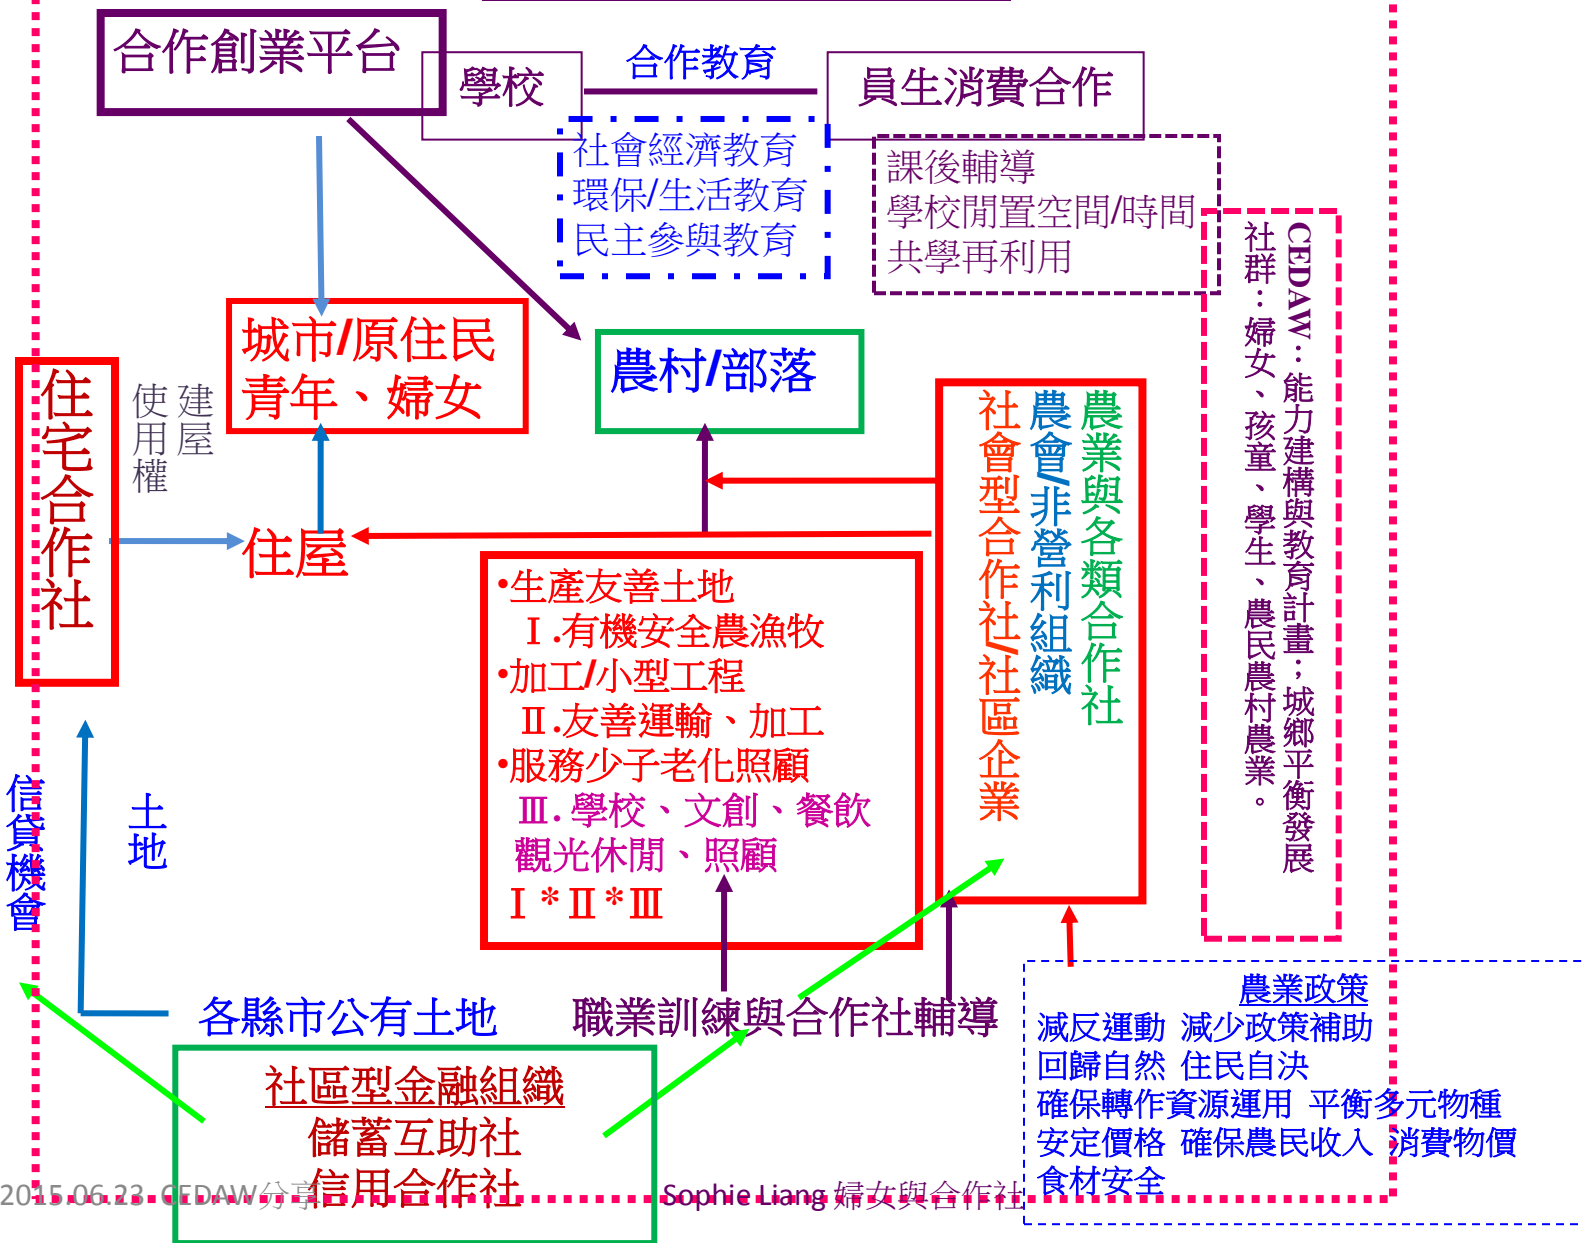 合作創業平台
學校
合作教育
員生消費合作
社會經濟教育
環保/生活教育
民主參與教育
課後輔導
學校閒置空間/時間
共學再利用
CEDAW：能力建構與教育計畫；城鄉平衡發展
社群：婦女、孩童、學生、農民農村農業。
城市/原住民
青年、婦女
農村/部落
住宅合作社
建屋
使用權
住屋
農業與各類合作社
農會/非營利組織
社會型合作社/社區企業
•生產友善土地
Ⅰ.有機安全農漁牧
•加工/小型工程
Ⅱ.友善運輸、加工
•服務少子老化照顧
Ⅲ.學校、文創、餐飲
觀光休閒、照顧
Ⅰ*Ⅱ*Ⅲ
信貸機會
土地
各縣市公有土地
職業訓練與合作社輔導
社區型金融組織
儲蓄互助社
信用合作社
農業政策
減反運動 減少政策補助
回歸自然 住民自決
確保轉作資源運用 平衡多元物種
安定價格 確保農民收入 消費物價
食材安全
2015.06.23 CEDAW分享
Sophie Liang 婦女與合作社